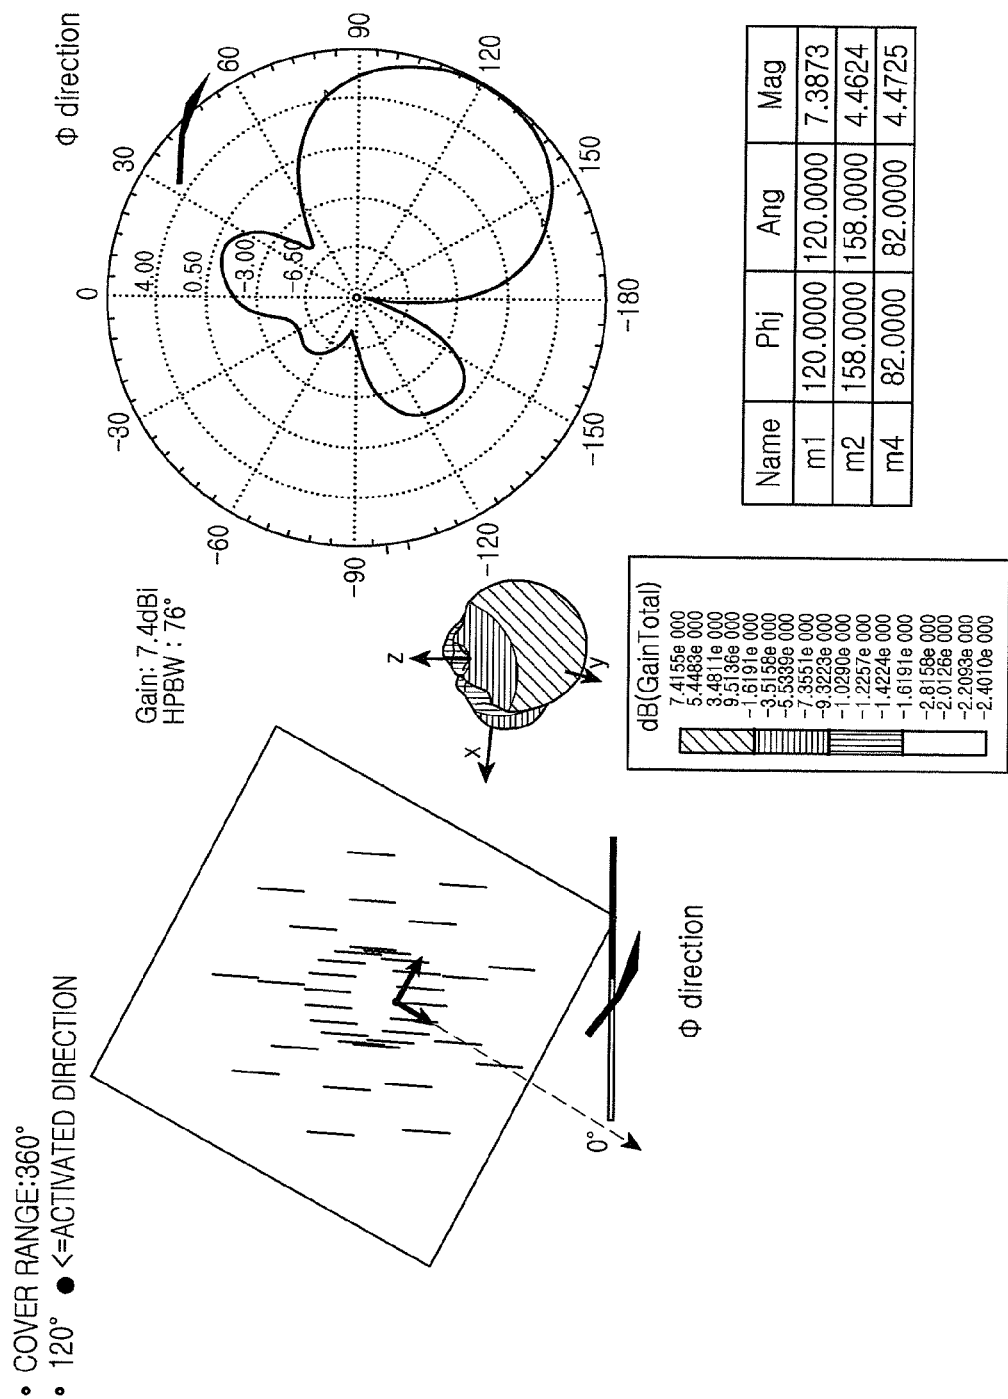 • COVER RANGE:360°
• 120° ● <=ACTIVATED DIRECTION
0°
Φ direction
Gain: 7.4dBi
HPBW : 76°
x
z
y
dB(GainTotal)
7.4155e 000
5.4483e 000
3.4811e 000
9.5136e 000
-1.6191e 000
-3.5158e 000
-5.5339e 000
-7.3551e 000
-9.3223e 000
-1.0290e 000
-1.2257e 000
-1.4224e 000
-1.6191e 000
-2.8158e 000
-2.0126e 000
-2.2093e 000
-2.4010e 000
Φ direction
0
30
60
90
120
150
-180
-150
-120
-90
-60
-30
4.00
0.50
-3.00
-6.50
Name Phj Ang Mag
m1 120.0000 120.0000 7.3873
m2 158.0000 158.0000 4.4624
m4 82.0000 82.0000 4.4725